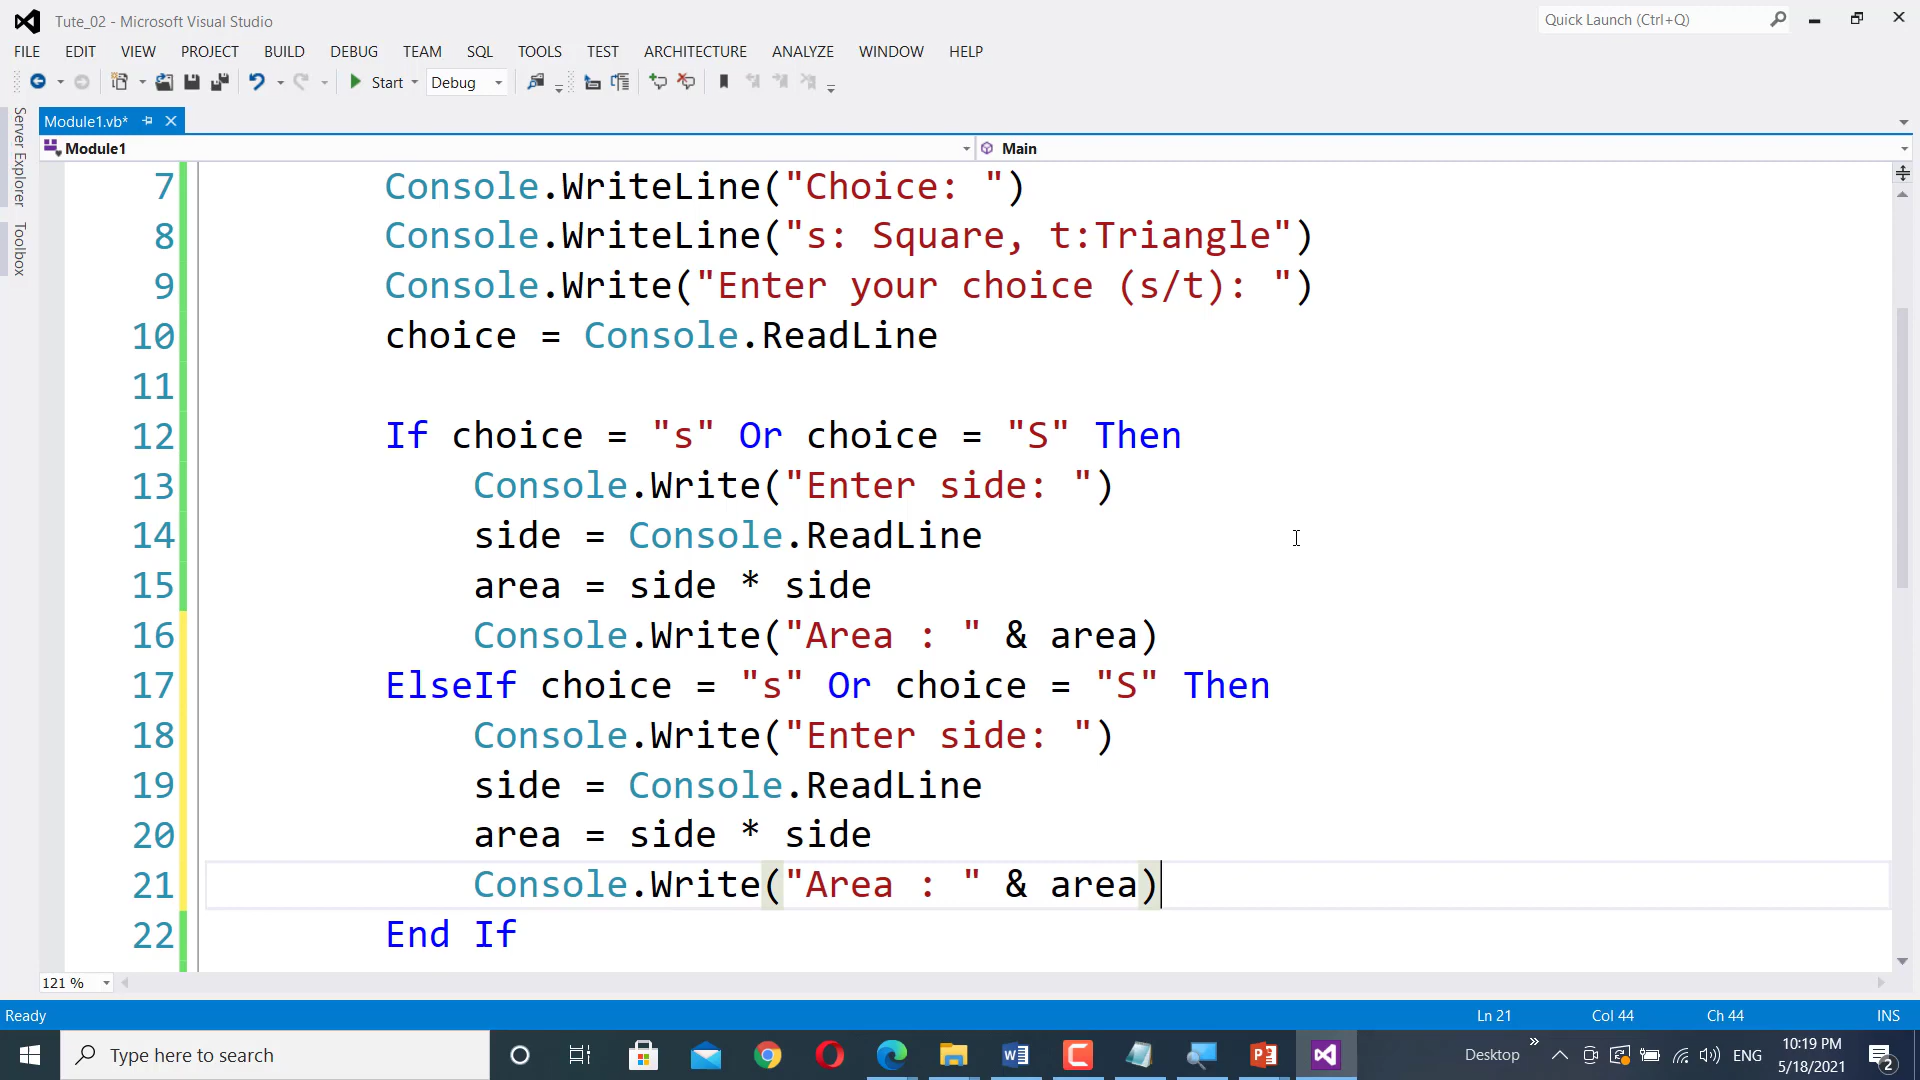 Tute_02 - Microsoft Visual Studio
Quick Launch (Ctrl+Q)
FILE EDIT VIEW PROJECT BUILD DEBUG TEAM SQL TOOLS TEST ARCHITECTURE ANALYZE WINDOW HELP
Start Debug
Server Explorer
Toolbox
Module1.vb*
Module1 Main
7 Console.WriteLine("Choice: ")
8 Console.WriteLine("s: Square, t:Triangle")
9 Console.Write("Enter your choice (s/t): ")
10 choice = Console.ReadLine
11
12 If choice = "s" Or choice = "S" Then
13 Console.Write("Enter side: ")
14 side = Console.ReadLine
15 area = side * side
16 Console.Write("Area : " & area)
17 ElseIf choice = "s" Or choice = "S" Then
18 Console.Write("Enter side: ")
19 side = Console.ReadLine
20 area = side * side
21 Console.Write("Area : " & area)
22 End If
121 %
Ready Ln 21 Col 44 Ch 44 INS
Type here to search
Desktop » ENG
10:19 PM
5/18/2021
2